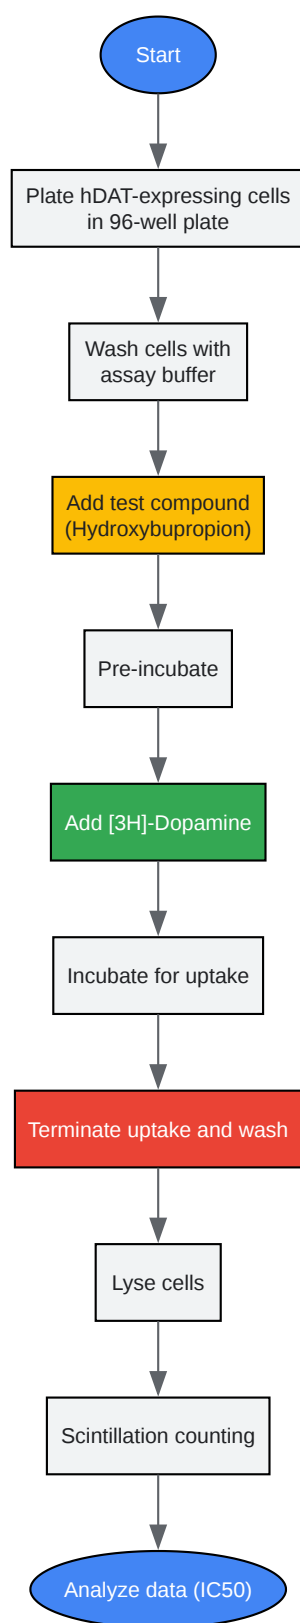 Start
Plate hDAT-expressing cells
in 96-well plate
Wash cells with
assay buffer
Add test compound
(Hydroxybupropion)
Pre-incubate
Add [3H]-Dopamine
Incubate for uptake
Terminate uptake and wash
Lyse cells
Scintillation counting
Analyze data (IC50)